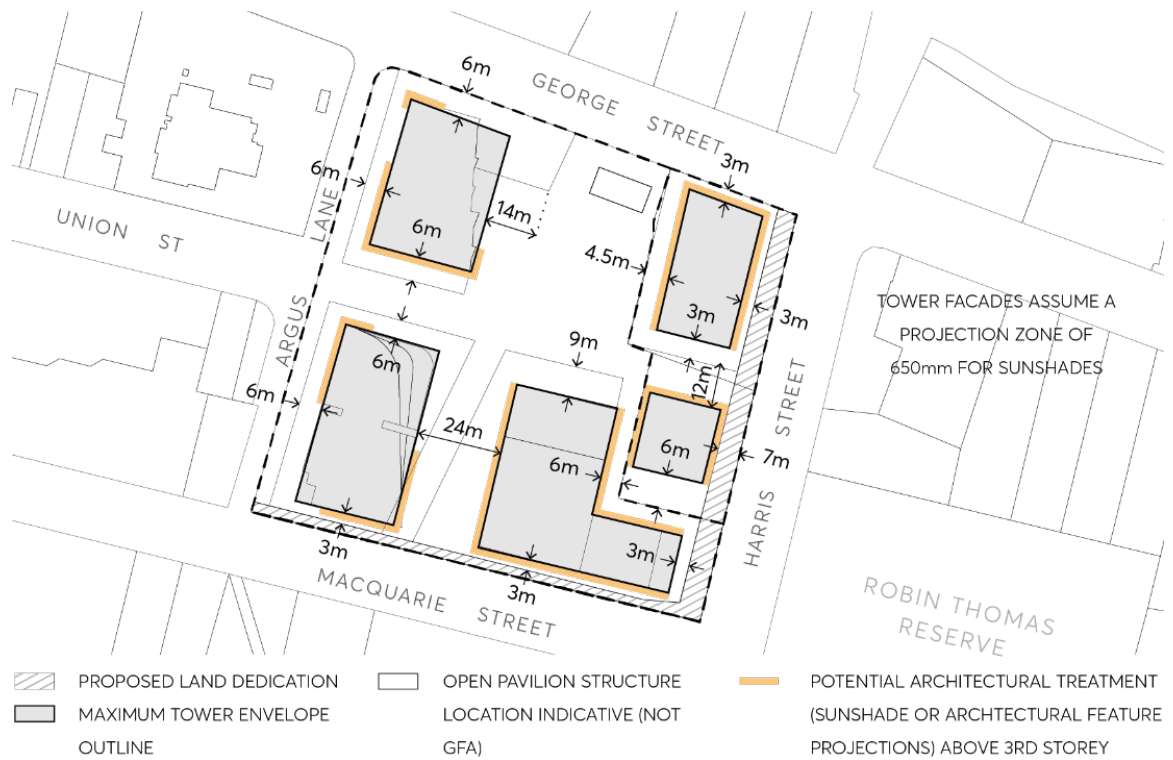 6m
GEORGE STREET
3m
6m
LANE
UNION ST
14m
6m
4.5m
3m
3m
TOWER FACADES ASSUME A
PROJECTION ZONE OF
650mm FOR SUNSHADES
ARGUS
9m
6m
12m
6m
STREET
24m
6m
6m
7m
HARRIS
3m
3m
3m
MACQUARIE STREET
ROBIN THOMAS
RESERVE
PROPOSED LAND DEDICATION
MAXIMUM TOWER ENVELOPE
OUTLINE
OPEN PAVILION STRUCTURE
LOCATION INDICATIVE (NOT
GFA)
POTENTIAL ARCHITECTURAL TREATMENT
(SUNSHADE OR ARCHTECTURAL FEATURE
PROJECTIONS) ABOVE 3RD STOREY